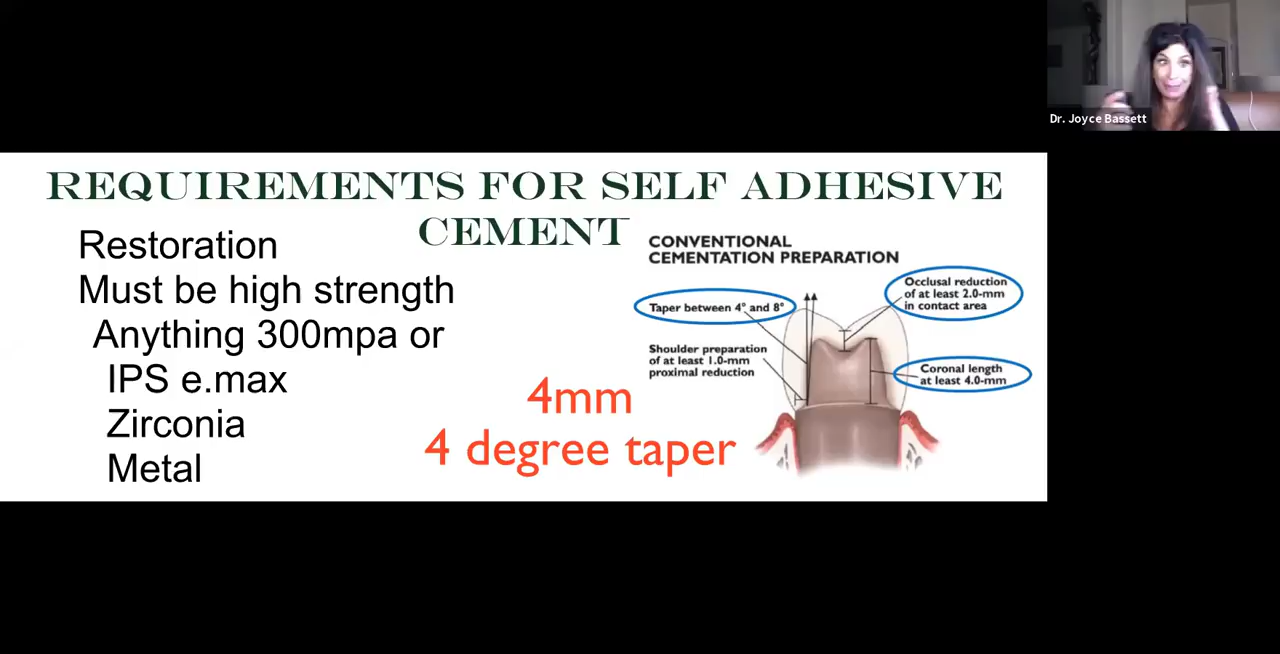 Dr. Joyce Bassett
REQUIREMENTS FOR SELF ADHESIVE
CEMENT
Restoration
Must be high strength
Anything 300mpa or
IPS e.max
Zirconia
Metal
4mm
4 degree taper
CONVENTIONAL
CEMENTATION PREPARATION
Taper between 4° and 8°
Shoulder preparation
of at least 1.0-mm
proximal reduction
Occlusal reduction
of at least 2.0-mm
in contact area
Coronal length
at least 4.0-mm